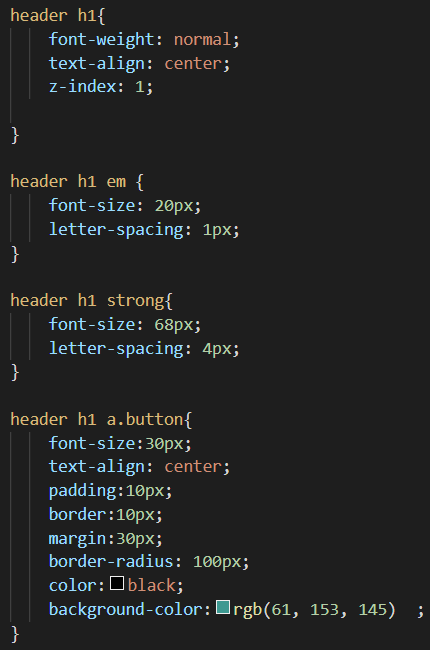 header h1{
    font-weight: normal;
    text-align: center;
    z-index: 1;

}

header h1 em {
    font-size: 20px;
    letter-spacing: 1px;
}

header h1 strong{
    font-size: 68px;
    letter-spacing: 4px;
}

header h1 a.button{
    font-size:30px;
    text-align: center;
    padding:10px;
    border:10px;
    margin:30px;
    border-radius: 100px;
    color: black;
    background-color: rgb(61, 153, 145)  ;
}